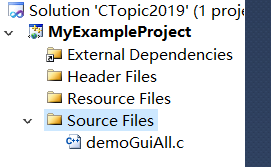 Solution 'CTopic2019' (1 proje
MyExampleProject
External Dependencies
Header Files
Resource Files
Source Files
demoGuiAll.c